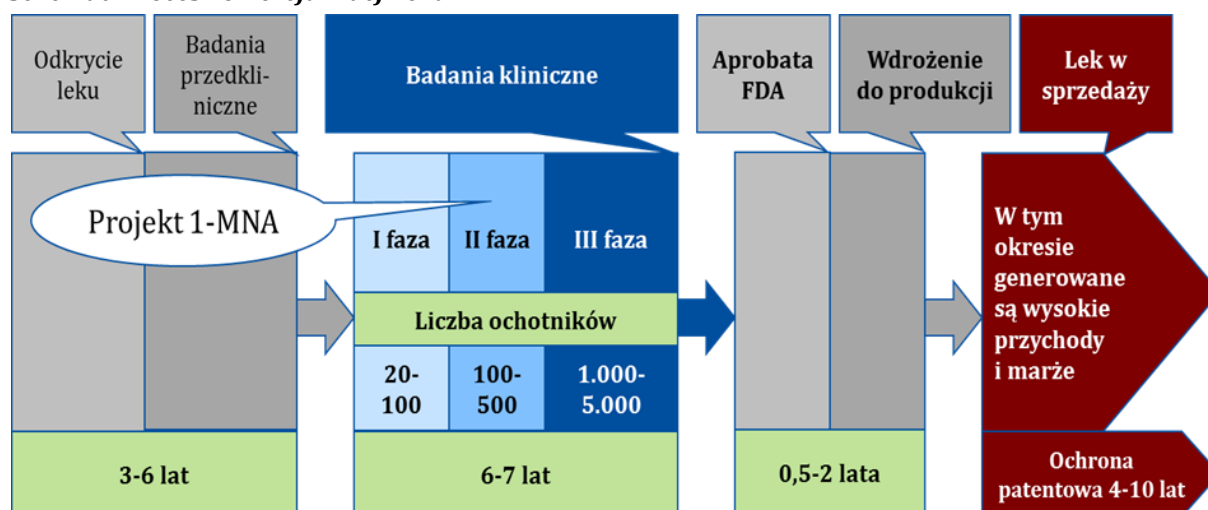 Odkrycie
leku
Badania
przedkli-
niczne
Badania kliniczne
Aprobata
FDA
Wdrożenie
do produkcji
Lek w
sprzedaży
Projekt 1-MNA
I faza
II faza
III faza
Liczba ochotników
20-
100
100-
500
1.000-
5.000
W tym
okresie
generowane
są wysokie
przychody
i marże
3-6 lat
6-7 lat
0,5-2 lata
Ochrona
patentowa 4-10 lat